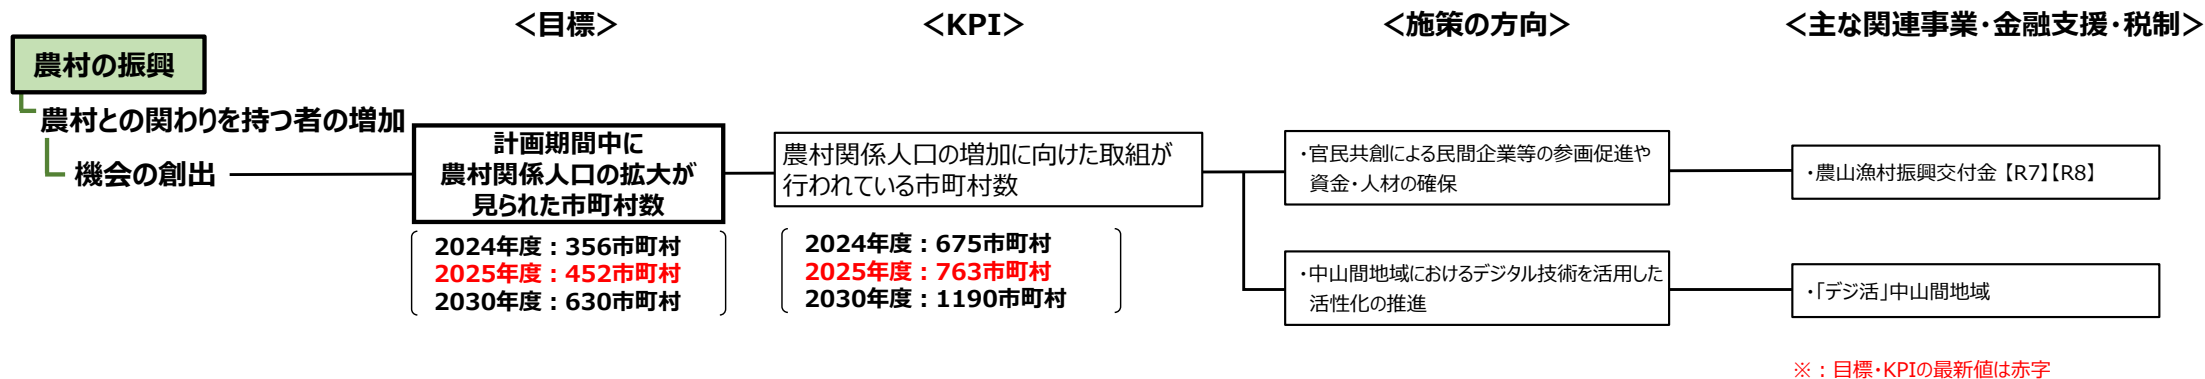 ＜目標＞
＜KPI＞
＜施策の方向＞
＜主な関連事業・金融支援・税制＞
農村の振興
農村との関わりを持つ者の増加
機会の創出
計画期間中に
農村関係人口の拡大が
見られた市町村数
2024年度：356市町村
2025年度：452市町村
2030年度：630市町村
農村関係人口の増加に向けた取組が
行われている市町村数
2024年度：675市町村
2025年度：763市町村
2030年度：1190市町村
・官民共創による民間企業等の参画促進や
資金・人材の確保
・中山間地域におけるデジタル技術を活用した
活性化の推進
・農山漁村振興交付金【R7】【R8】
・「デジ活」中山間地域
※：目標・KPIの最新値は赤字